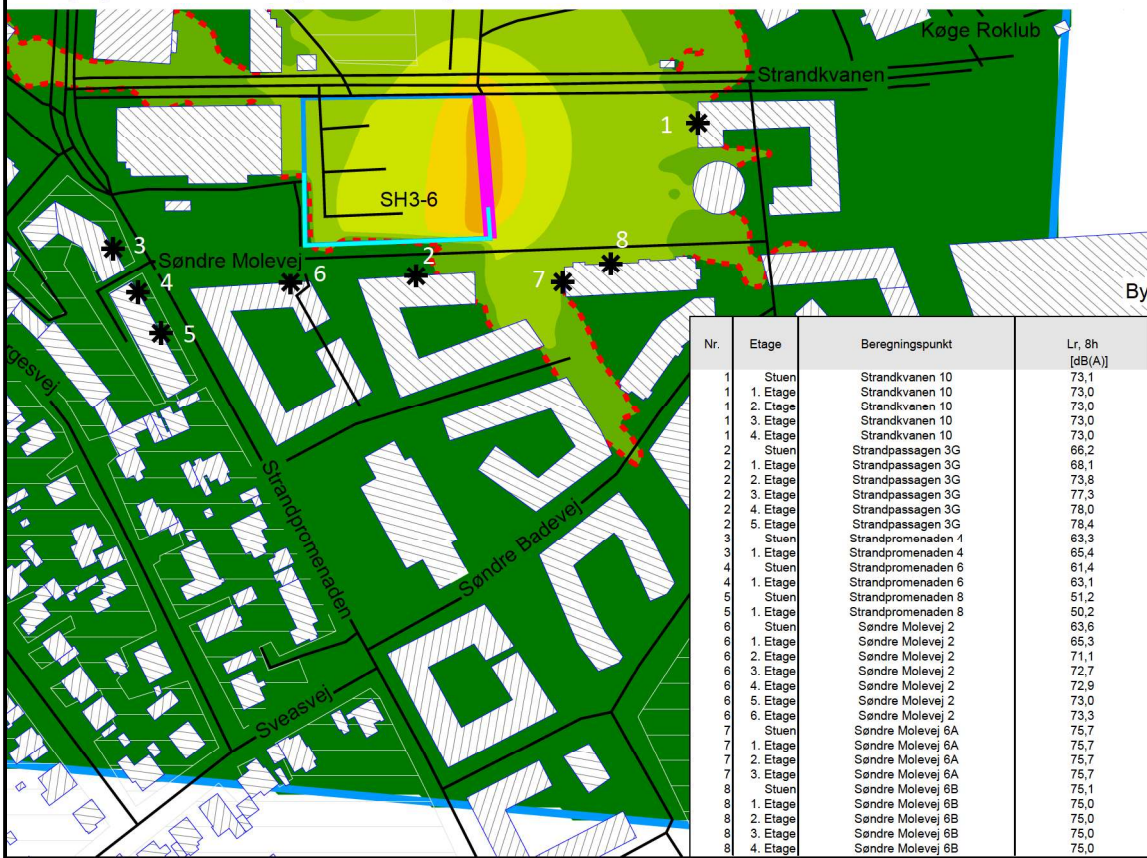 Køge Roklub
Strandkvanen
1
SH3-6
3
Søndre Molevej
8
2
4
6
7
5
By
rgesvej
Strandpromenaden
Søndre Badevej
Sveasvej
Nr. Etage Beregningspunkt Lr, 8h
[dB(A)]
1 Stuen Strandkvanen 10 73,1
1 1. Etage Strandkvanen 10 73,0
1 2. Etage Strandkvanen 10 73,0
1 3. Etage Strandkvanen 10 73,0
1 4. Etage Strandkvanen 10 73,0
2 Stuen Strandpassagen 3G 66,2
2 1. Etage Strandpassagen 3G 68,1
2 2. Etage Strandpassagen 3G 73,8
2 3. Etage Strandpassagen 3G 77,3
2 4. Etage Strandpassagen 3G 78,0
2 5. Etage Strandpassagen 3G 78,4
3 Stuen Strandpromenaden 4 63,3
3 1. Etage Strandpromenaden 4 65,4
4 Stuen Strandpromenaden 6 61,4
4 1. Etage Strandpromenaden 6 63,1
5 Stuen Strandpromenaden 8 51,2
5 1. Etage Strandpromenaden 8 50,2
6 Stuen Søndre Molevej 2 63,6
6 1. Etage Søndre Molevej 2 65,3
6 2. Etage Søndre Molevej 2 71,1
6 3. Etage Søndre Molevej 2 72,7
6 4. Etage Søndre Molevej 2 72,9
6 5. Etage Søndre Molevej 2 73,0
6 6. Etage Søndre Molevej 2 73,3
7 Stuen Søndre Molevej 6A 75,7
7 1. Etage Søndre Molevej 6A 75,7
7 2. Etage Søndre Molevej 6A 75,7
7 3. Etage Søndre Molevej 6A 75,7
8 Stuen Søndre Molevej 6B 75,1
8 1. Etage Søndre Molevej 6B 75,0
8 2. Etage Søndre Molevej 6B 75,0
8 3. Etage Søndre Molevej 6B 75,0
8 4. Etage Søndre Molevej 6B 75,0